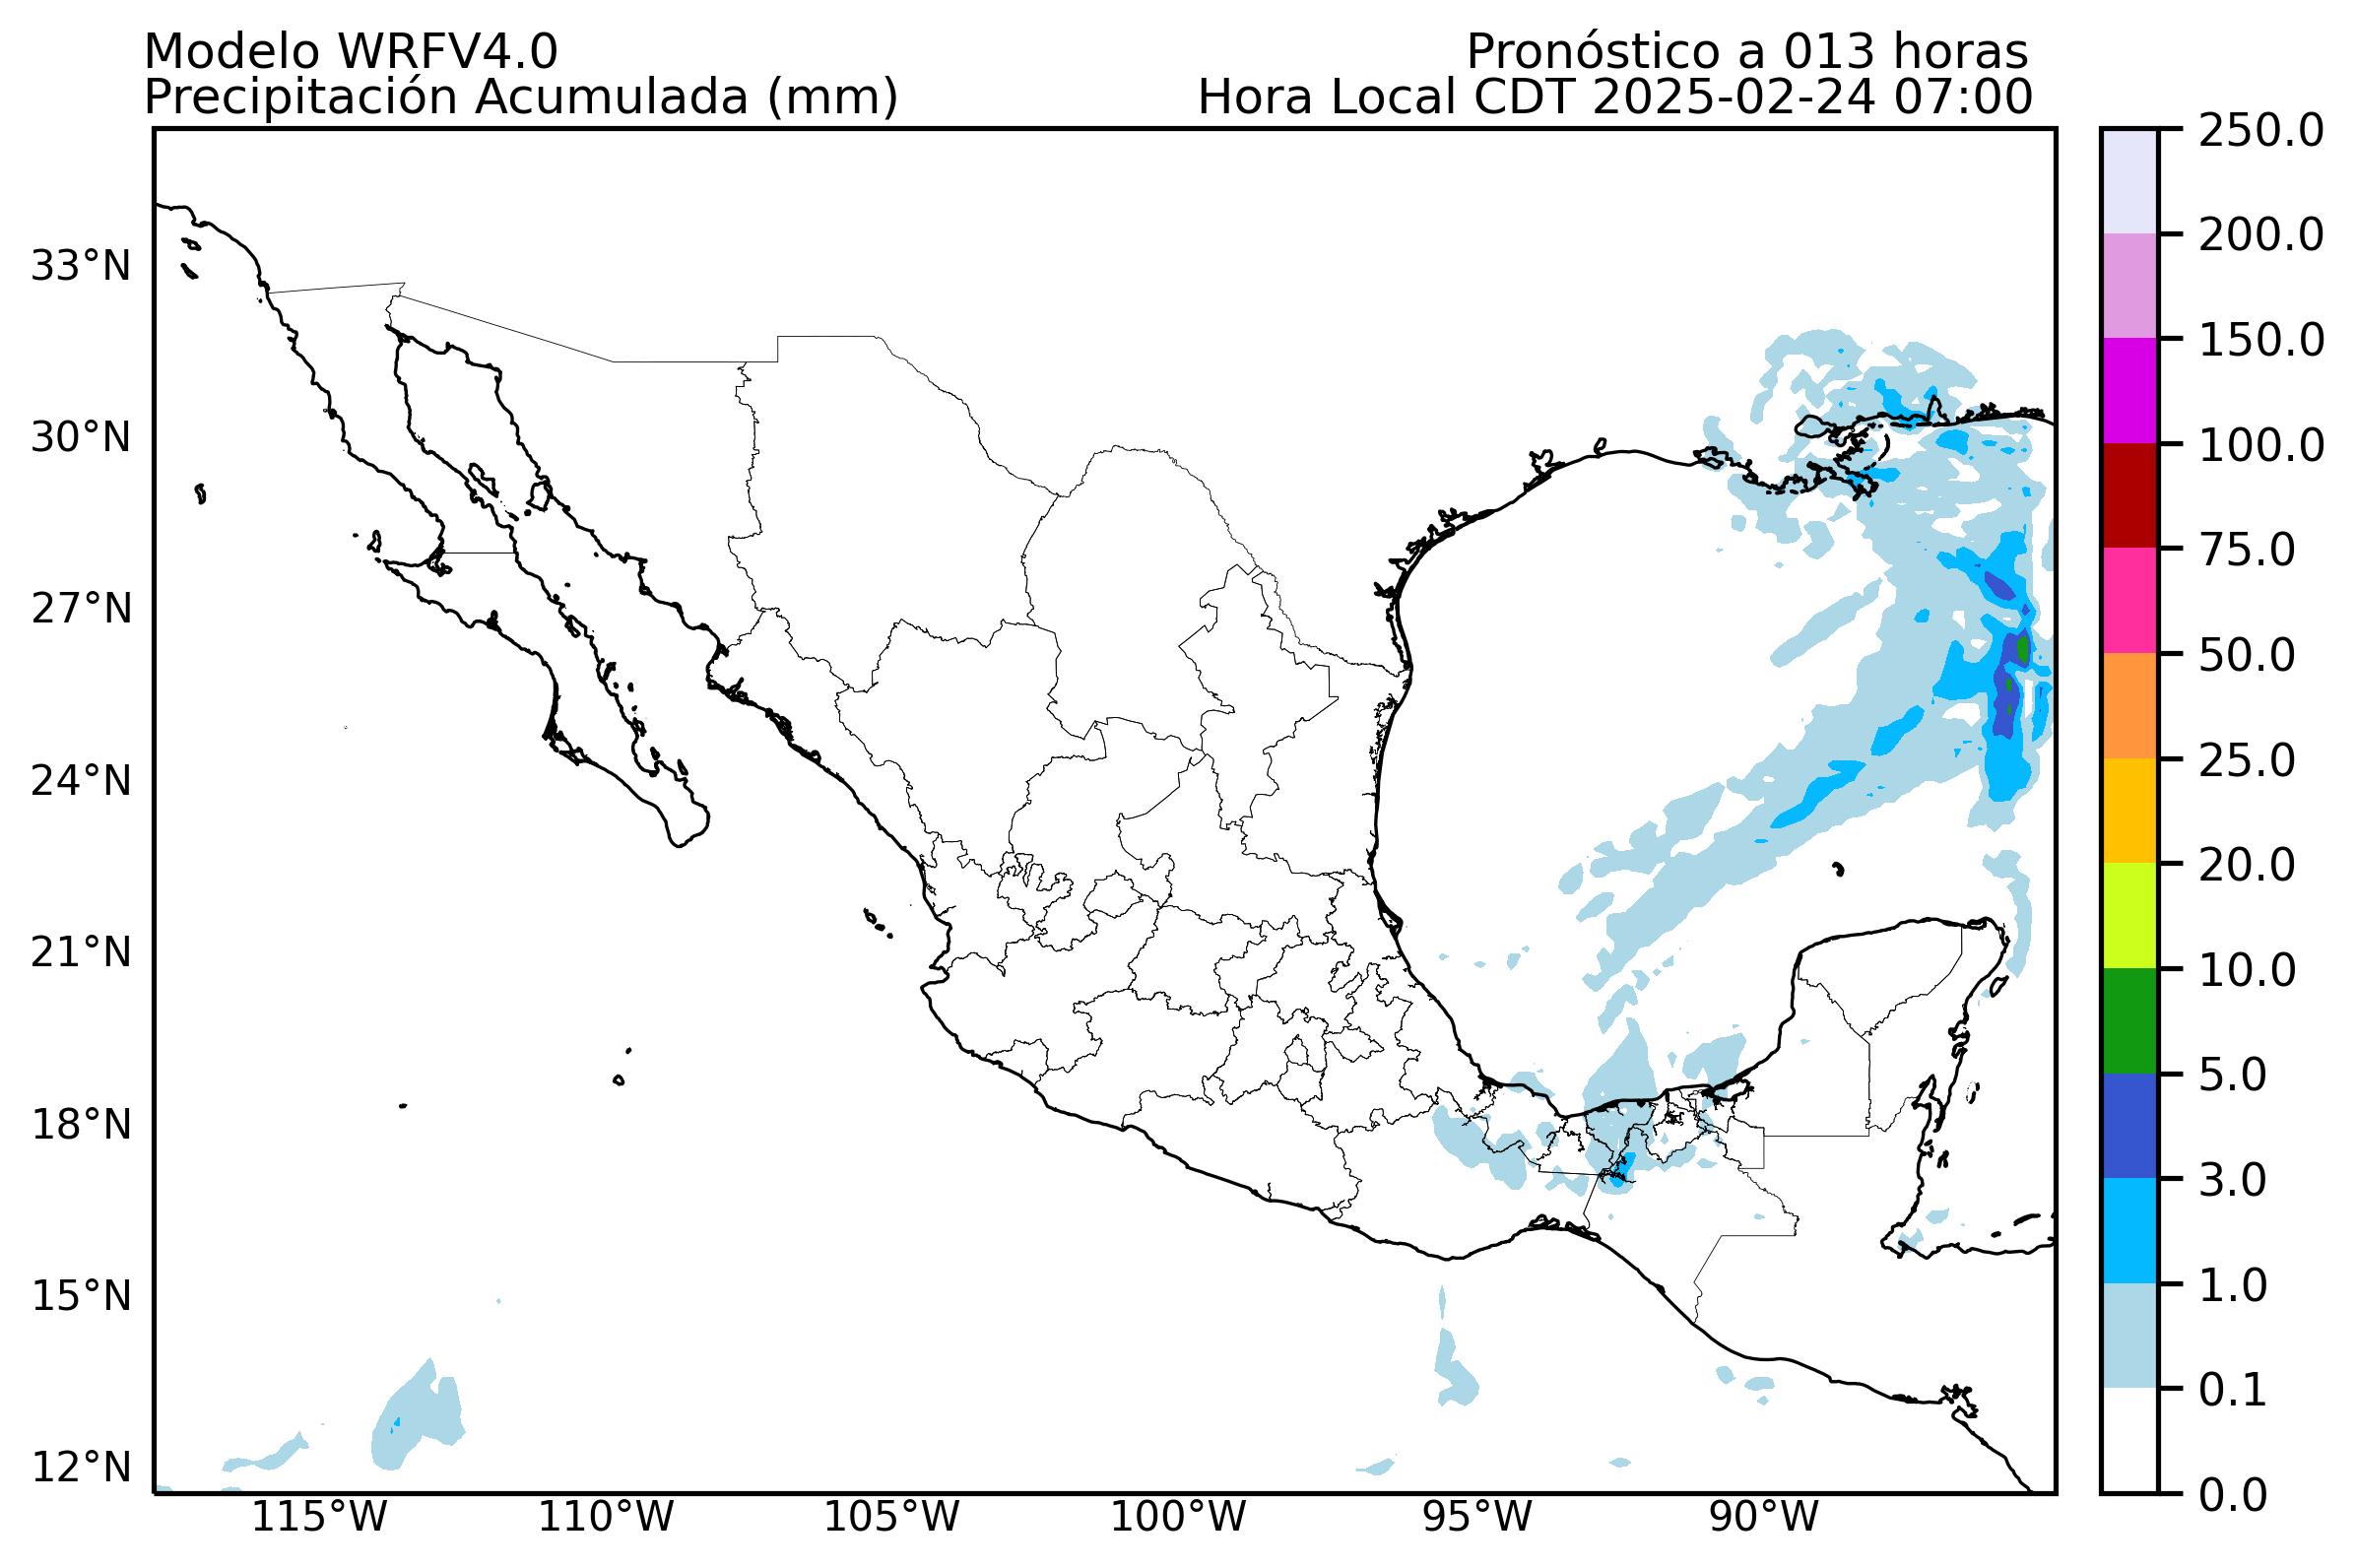 Modelo WRFV4.0
Pronóstico a 013 horas
Precipitación Acumulada (mm)
Hora Local CDT 2025-02-24 07:00
33°N
30°N
27°N
24°N
21°N
18°N
15°N
12°N
115°W
110°W
105°W
100°W
95°W
90°W
250.0
200.0
150.0
100.0
75.0
50.0
25.0
20.0
10.0
5.0
3.0
1.0
0.1
0.0